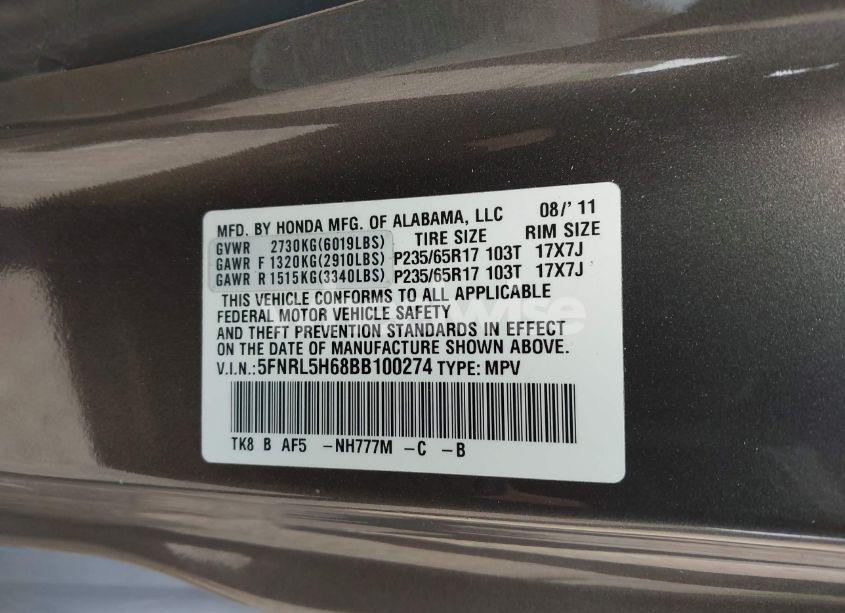 MFD. BY HONDA MFG. OF ALABAMA, LLC 08/'11
GVWR 2730KG(6019LBS) TIRE SIZE RIM SIZE
GAWR F 1320KG(2910LBS) P235/65R17 103T 17X7J
GAWR R 1515KG(3340LBS) P235/65R17 103T 17X7J
THIS VEHICLE CONFORMS TO ALL APPLICABLE
FEDERAL MOTOR VEHICLE SAFETY
AND THEFT PREVENTION STANDARDS IN EFFECT
ON THE DATE OF MANUFACTURE SHOWN ABOVE.
V.I.N.: 5FNRL5H68BB100274 TYPE: MPV
TK8 B AF5 -NH777M -C -B